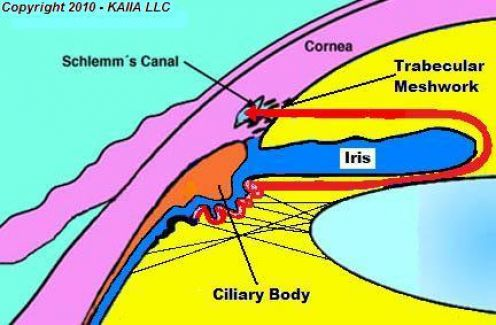 Copyright 2010 - KAIIA LLC
Cornea
Schlemm´s Canal
Trabecular
Meshwork
Iris
Ciliary Body